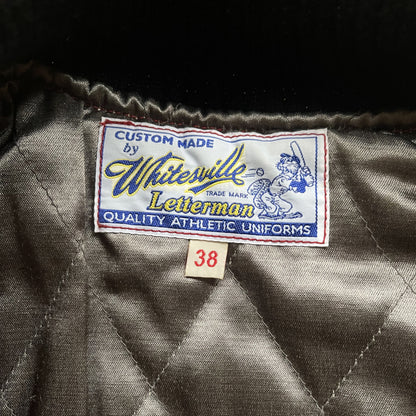 CUSTOM MADE
by
Whitesville
TRADE MARK
Letterman
QUALITY ATHLETIC UNIFORMS
38